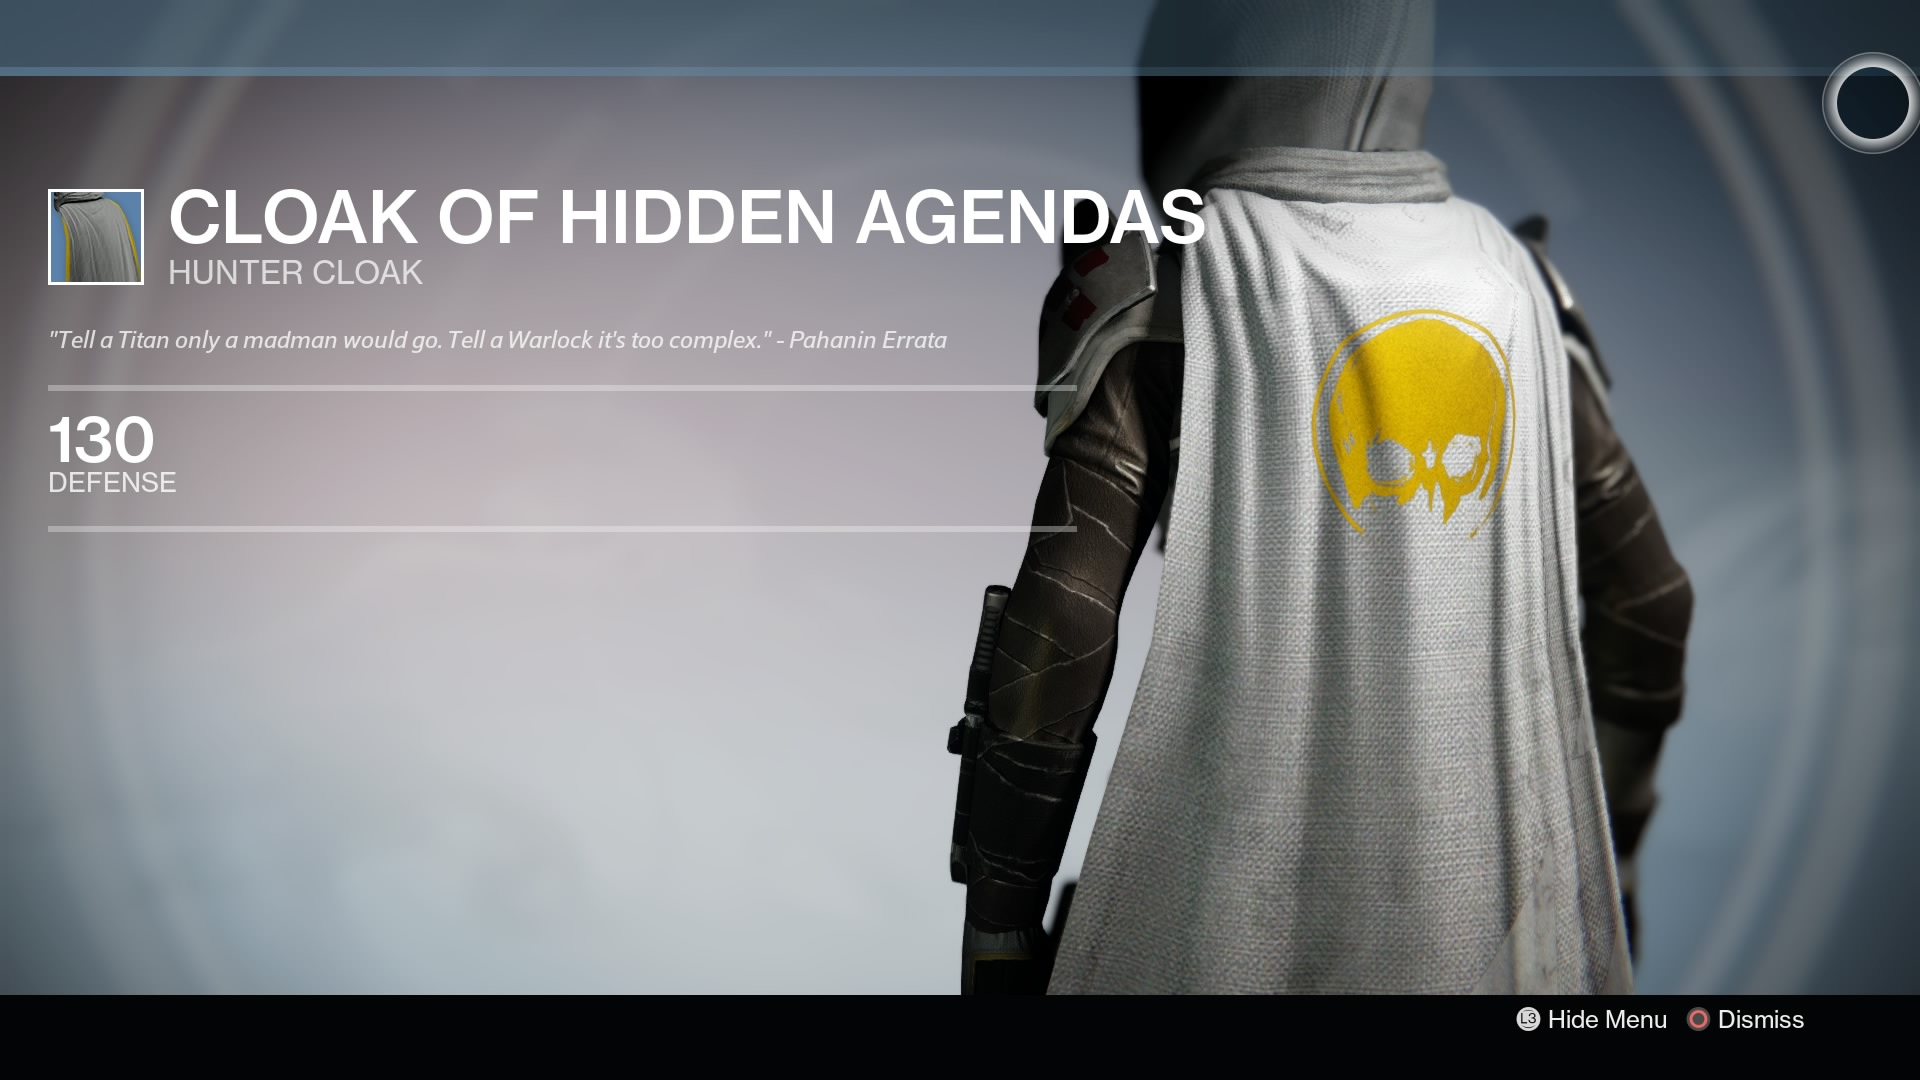 CLOAK OF HIDDEN AGENDAS
HUNTER CLOAK
"Tell a Titan only a madman would go. Tell a Warlock it's too complex." - Pahanin Errata
130
DEFENSE
L3 Hide Menu Dismiss